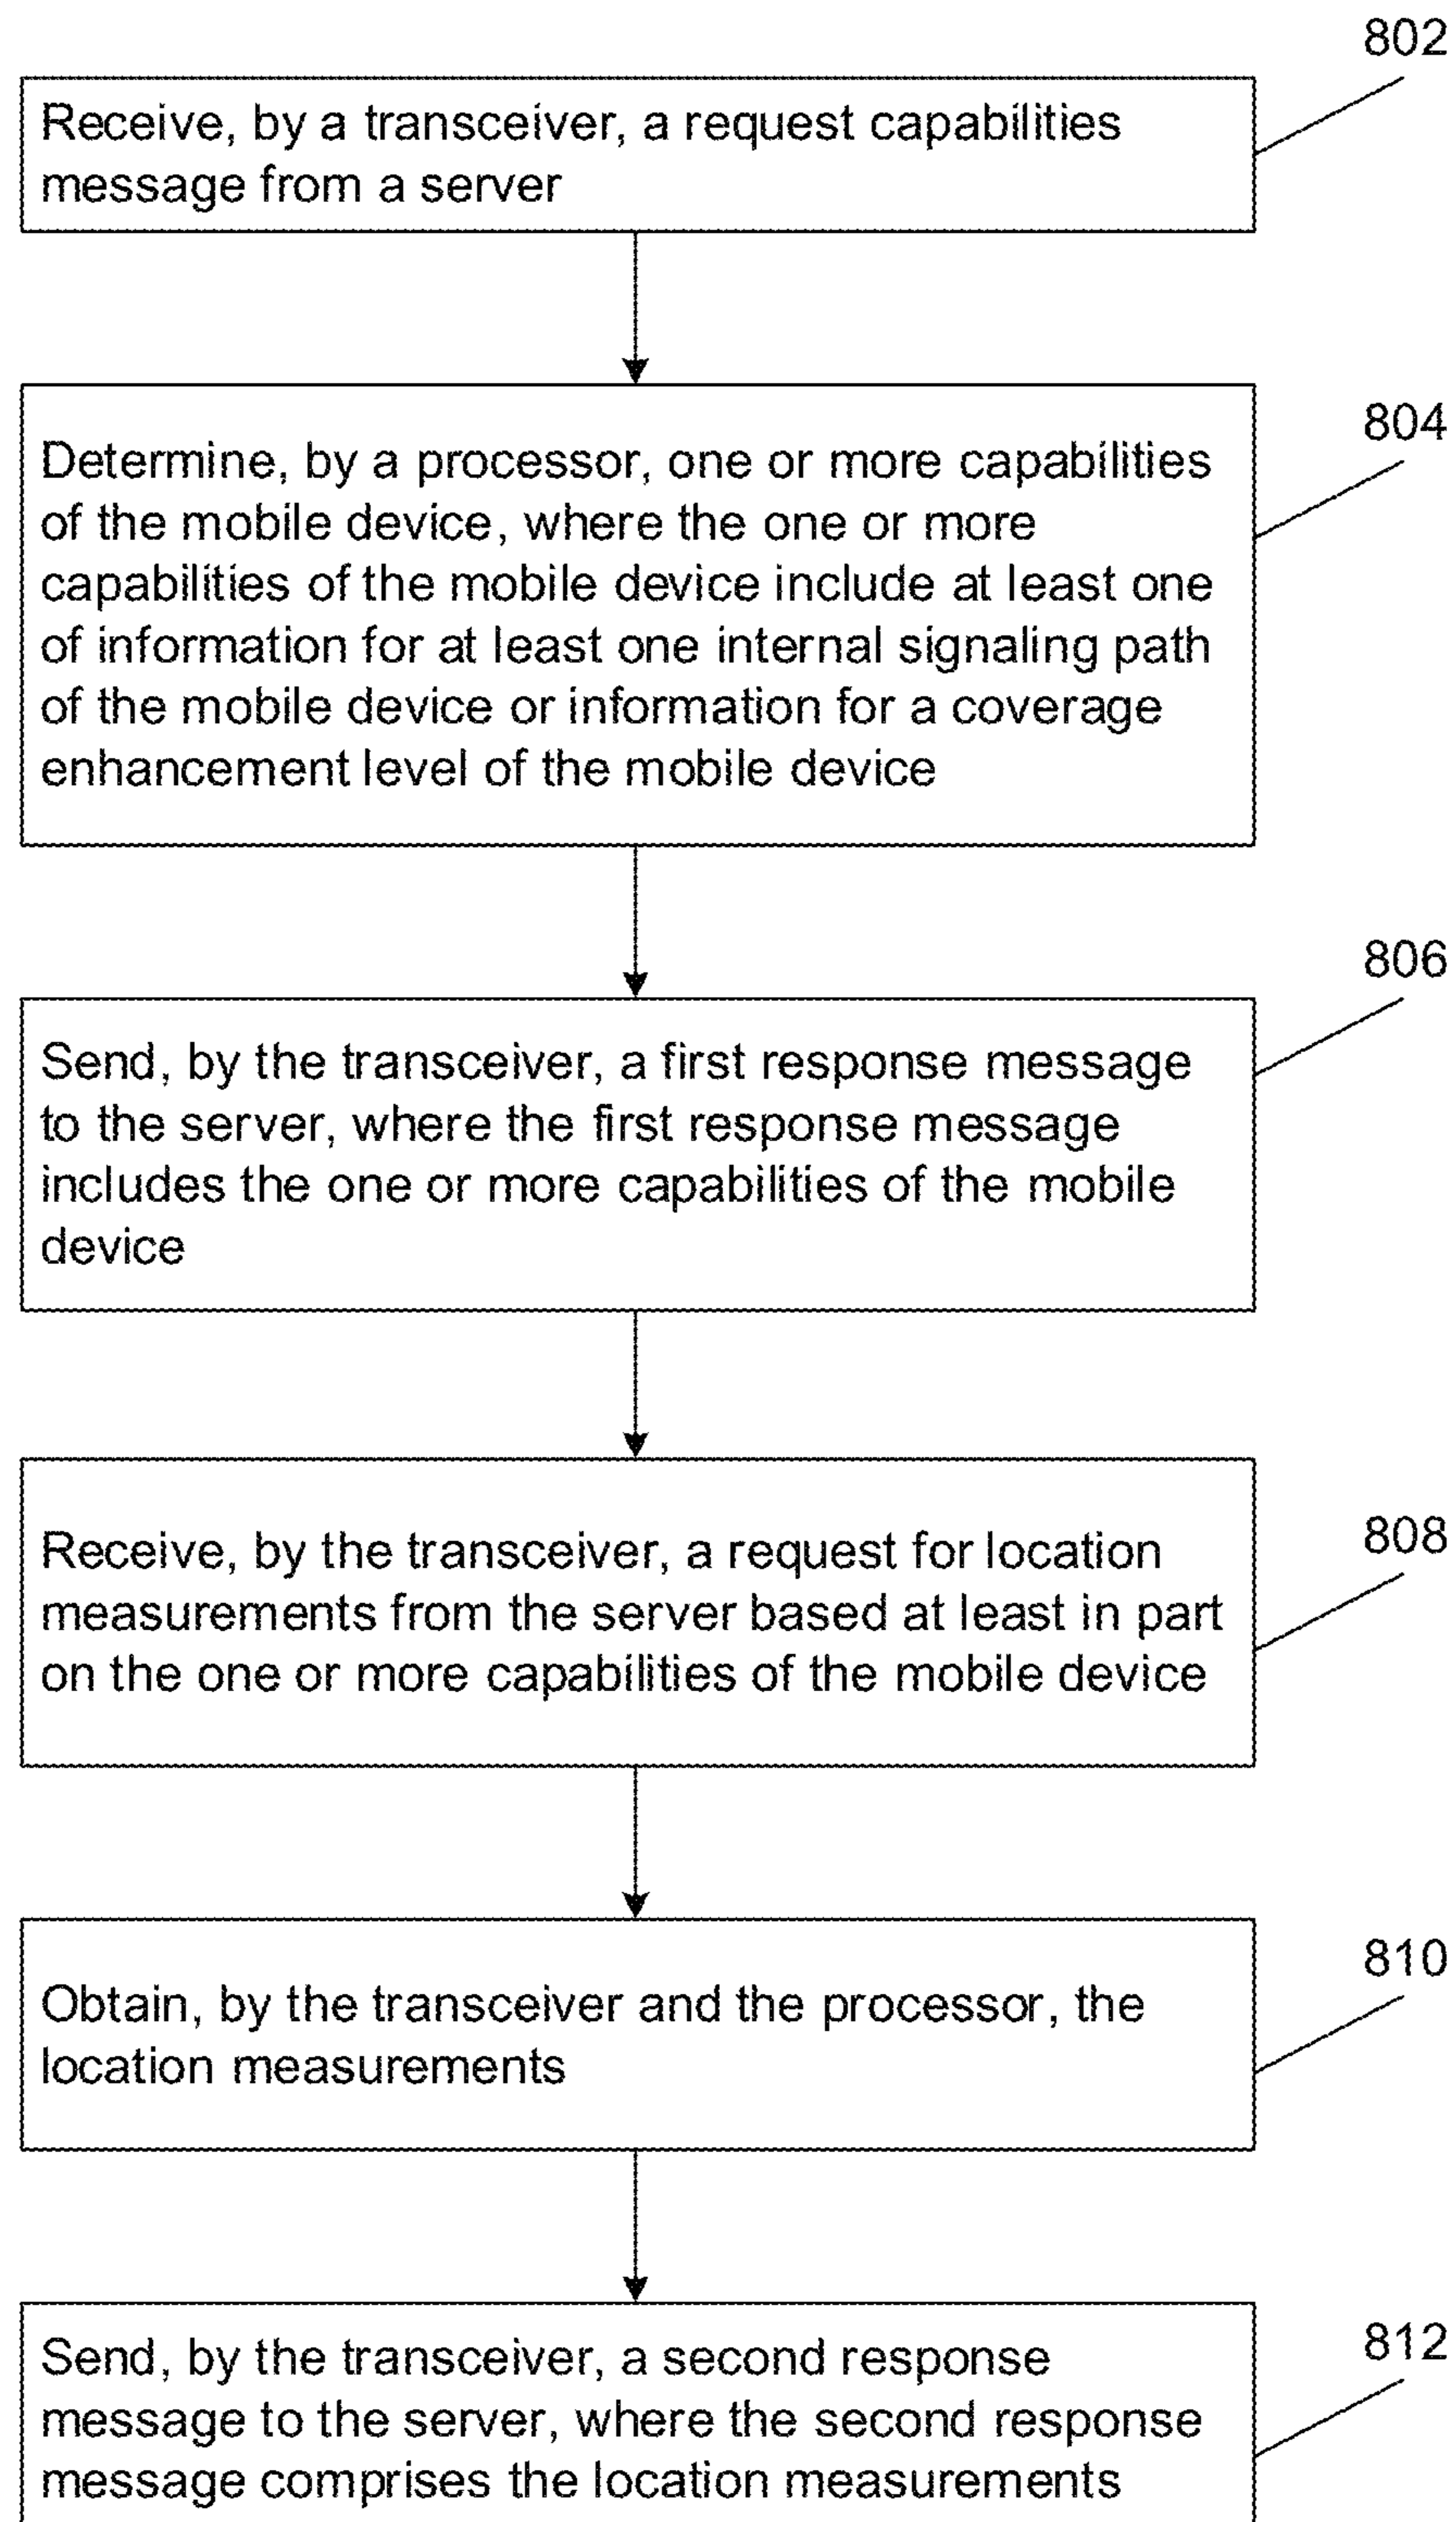 802
Receive, by a transceiver, a request capabilities
message from a server
804
Determine, by a processor, one or more capabilities
of the mobile device, where the one or more
capabilities of the mobile device include at least one
of information for at least one internal signaling path
of the mobile device or information for a coverage
enhancement level of the mobile device
806
Send, by the transceiver, a first response message
to the server, where the first response message
includes the one or more capabilities of the mobile
device
808
Receive, by the transceiver, a request for location
measurements from the server based at least in part
on the one or more capabilities of the mobile device
810
Obtain, by the transceiver and the processor, the
location measurements
812
Send, by the transceiver, a second response
message to the server, where the second response
message comprises the location measurements